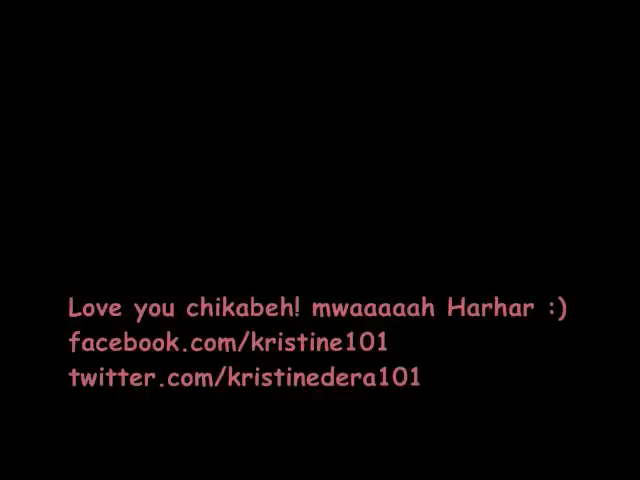 Love you chikabeh! mwaaaaah Harhar :)
facebook.com/kristine101
twitter.com/kristinedera101